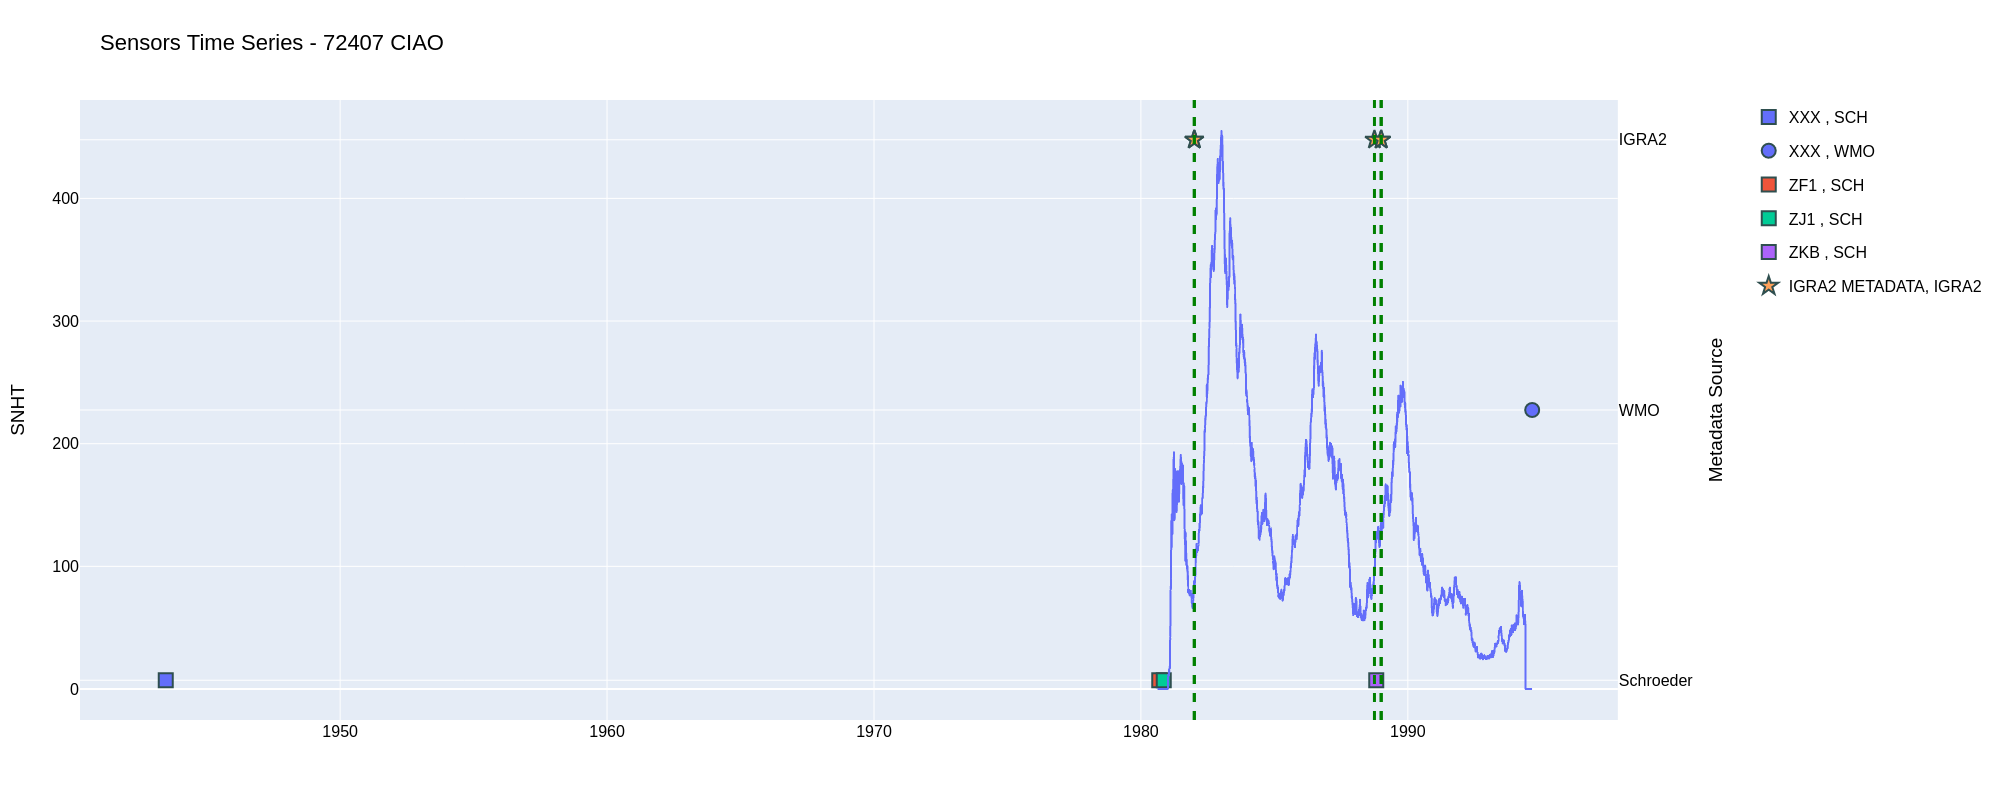 Sensors Time Series - 72407 CIAO
XXX , SCH
XXX , WMO
ZF1 , SCH
ZJ1 , SCH
ZKB , SCH
IGRA2 METADATA, IGRA2
SNHT
400
300
200
100
0
IGRA2
WMO
Schroeder
Metadata Source
1950
1960
1970
1980
1990